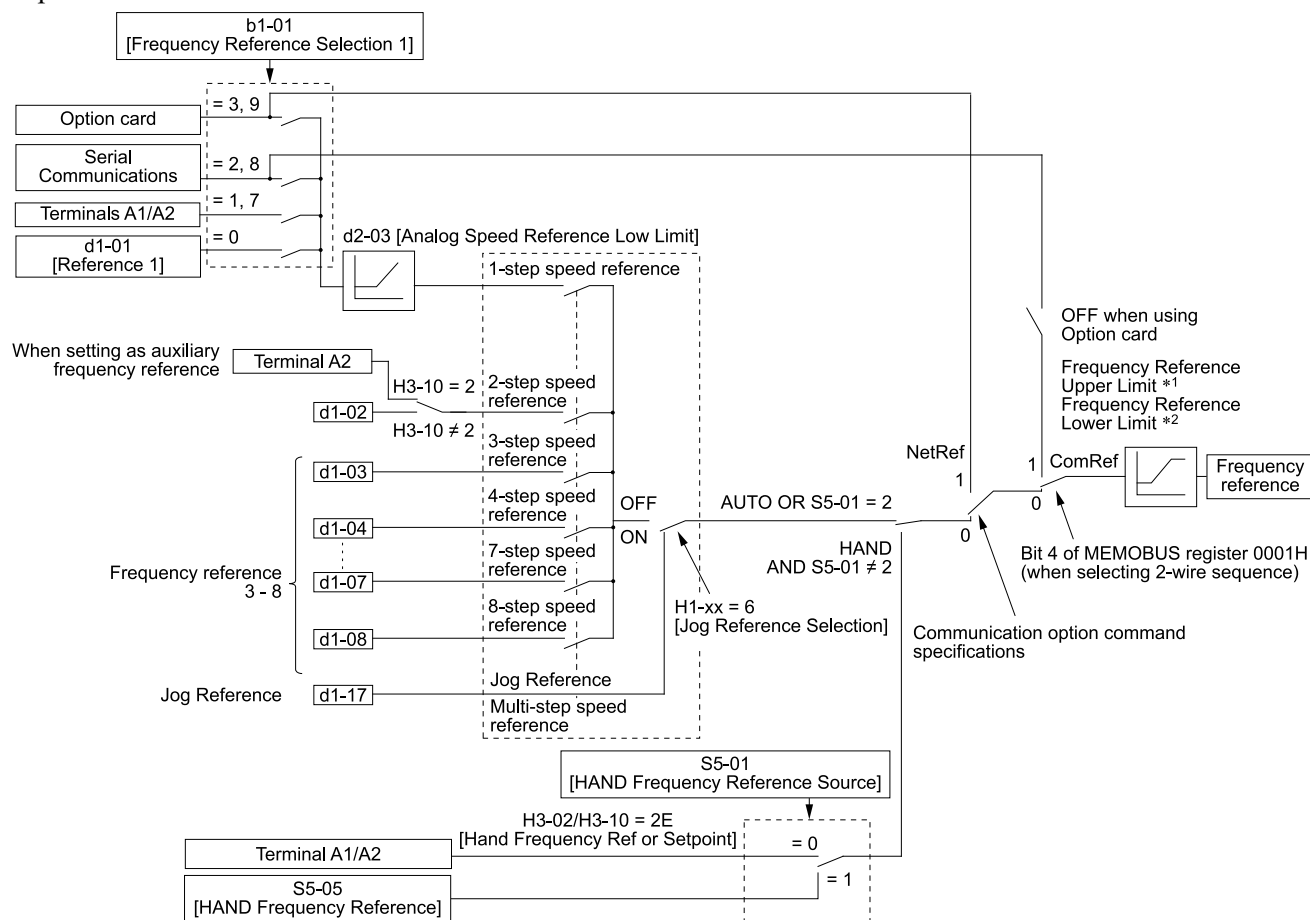 b1-01
[Frequency Reference Selection 1]
Option card
= 3, 9
Serial
Communications
= 2, 8
Terminals A1/A2
= 1, 7
d1-01
[Reference 1]
= 0
d2-03 [Analog Speed Reference Low Limit]
1-step speed reference
When setting as auxiliary
frequency reference
Terminal A2
H3-10 = 2
d1-02
H3-10 ≠ 2
2-step speed
reference
OFF when using
Option card
Frequency Reference
Upper Limit *1
Frequency Reference
Lower Limit *2
Frequency reference
3 - 8
d1-03
3-step speed
reference
d1-04
4-step speed
reference
d1-07
7-step speed
reference
d1-08
8-step speed
reference
Jog Reference
d1-17
Jog Reference
Multi-step speed
reference
OFF
ON
H1-xx = 6
[Jog Reference Selection]
AUTO OR S5-01 = 2
HAND
AND S5-01 ≠ 2
NetRef
1
0
1
0
ComRef
Frequency
reference
Bit 4 of MEMOBUS register 0001H
(when selecting 2-wire sequence)
Communication option command
specifications
S5-01
[HAND Frequency Reference Source]
H3-02/H3-10 = 2E
[Hand Frequency Ref or Setpoint]
Terminal A1/A2
= 0
S5-05
[HAND Frequency Reference]
= 1